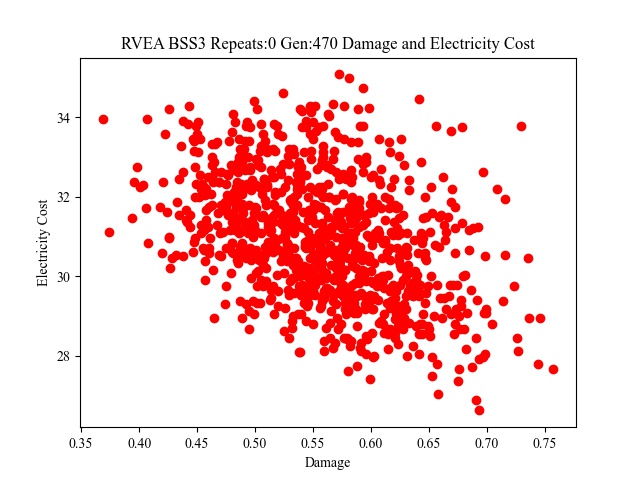 RVEA BSS3 Repeats:0 Gen:470 Damage and Electricity Cost
34
32
30
28
Electricity Cost
0.35 0.40 0.45 0.50 0.55 0.60 0.65 0.70 0.75
Damage